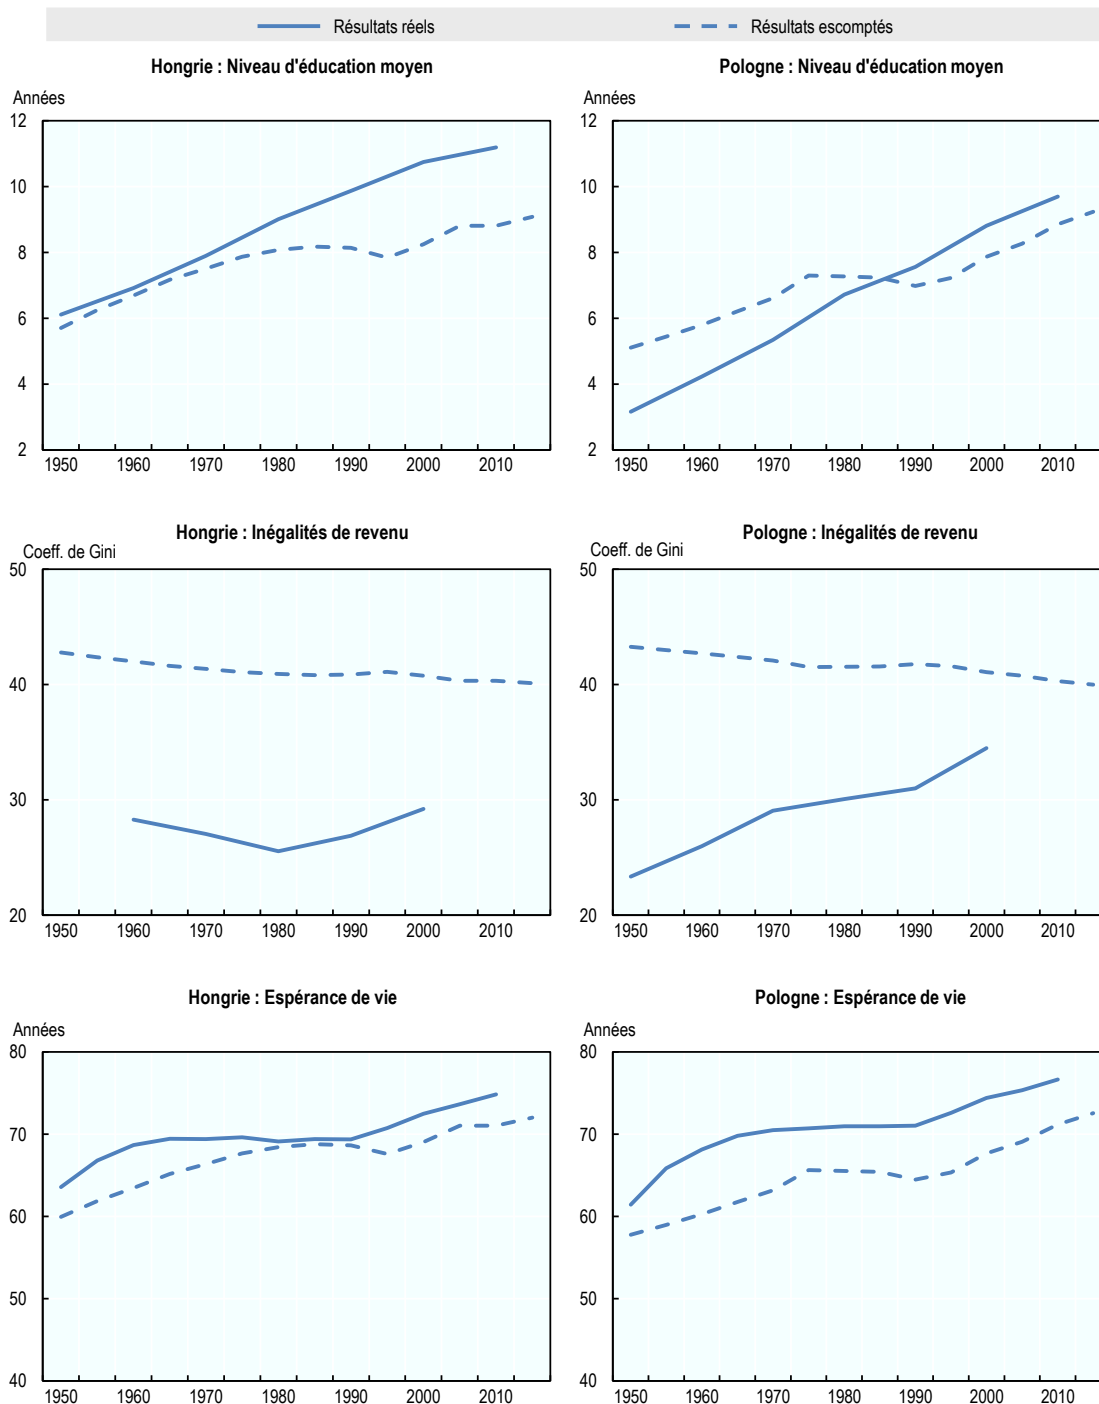 Résultats réels
Résultats escomptés
Hongrie : Niveau d'éducation moyen
Années
12
10
8
6
4
2
1950 1960 1970 1980 1990 2000 2010
Pologne : Niveau d'éducation moyen
Années
12
10
8
6
4
2
1950 1960 1970 1980 1990 2000 2010
Hongrie : Inégalités de revenu
Coeff. de Gini
50
40
30
20
1950 1960 1970 1980 1990 2000 2010
Pologne : Inégalités de revenu
Coeff. de Gini
50
40
30
20
1950 1960 1970 1980 1990 2000 2010
Hongrie : Espérance de vie
Années
80
70
60
50
40
1950 1960 1970 1980 1990 2000 2010
Pologne : Espérance de vie
Années
80
70
60
50
40
1950 1960 1970 1980 1990 2000 2010